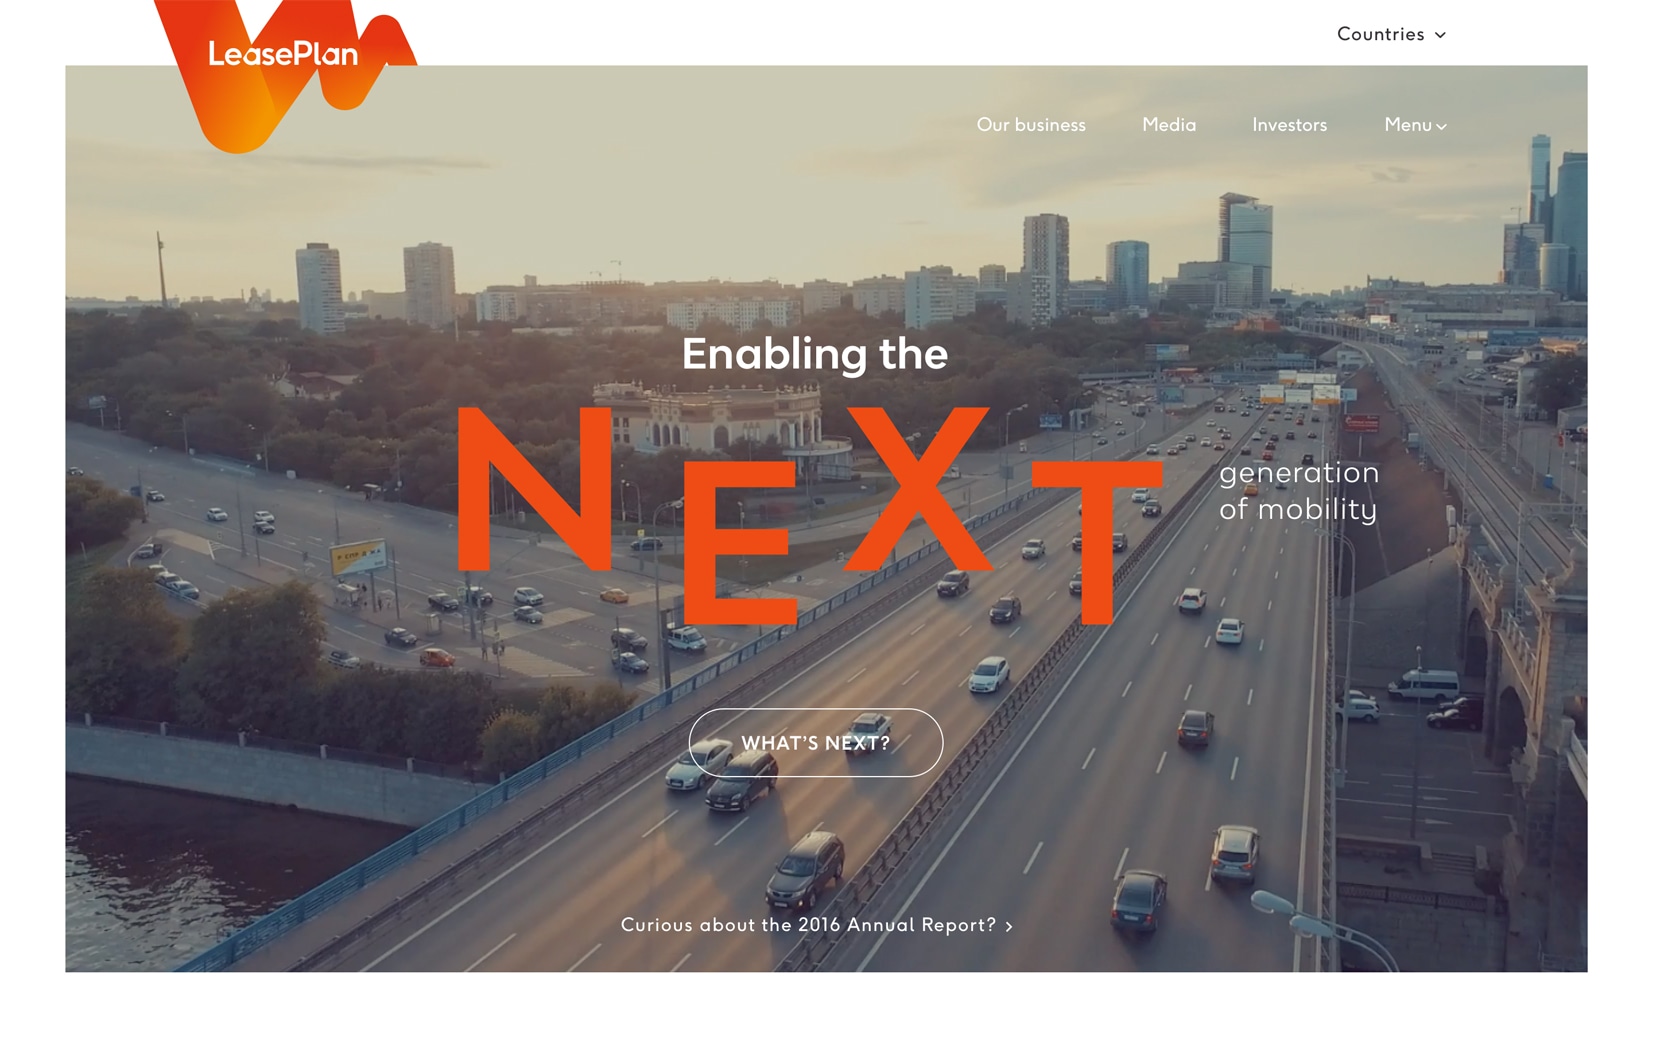 LeasePlan
Countries
Our business
Media
Investors
Menu
Enabling the
NEXT
generation
of mobility
WHAT’S NEXT?
Curious about the 2016 Annual Report?